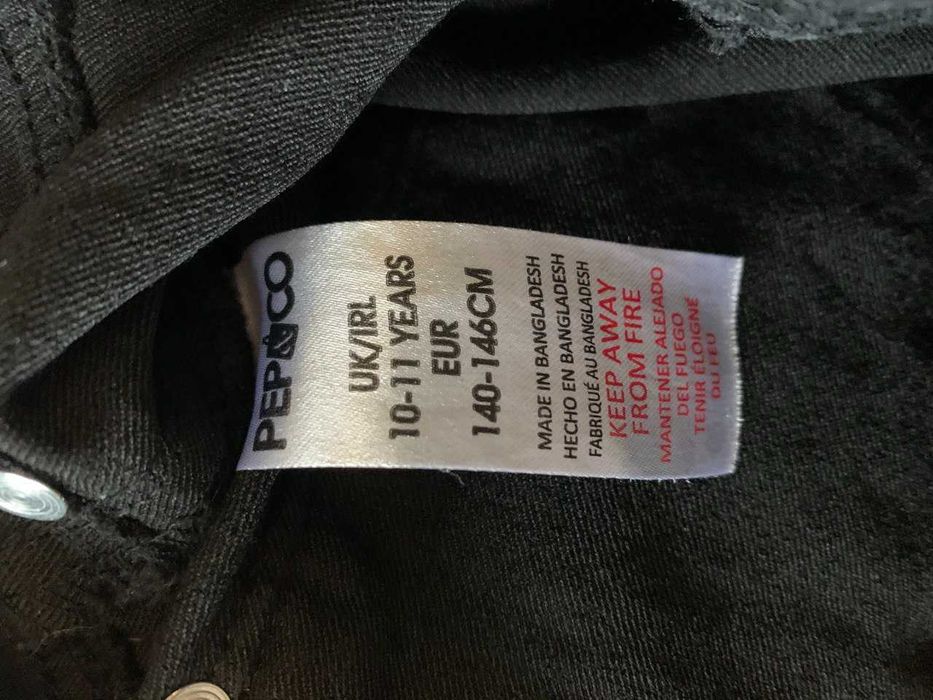 PEP&CO
UK/IRL
10-11 YEARS
EUR
140-146CM
MADE IN BANGLADESH
HECHO EN BANGLADESH
FABRIQUÉ AU BANGLADESH
KEEP AWAY
FROM FIRE
MANTENER ALEJADO
DEL FUEGO
TENIR ÉLOIGNÉ
DU FEU